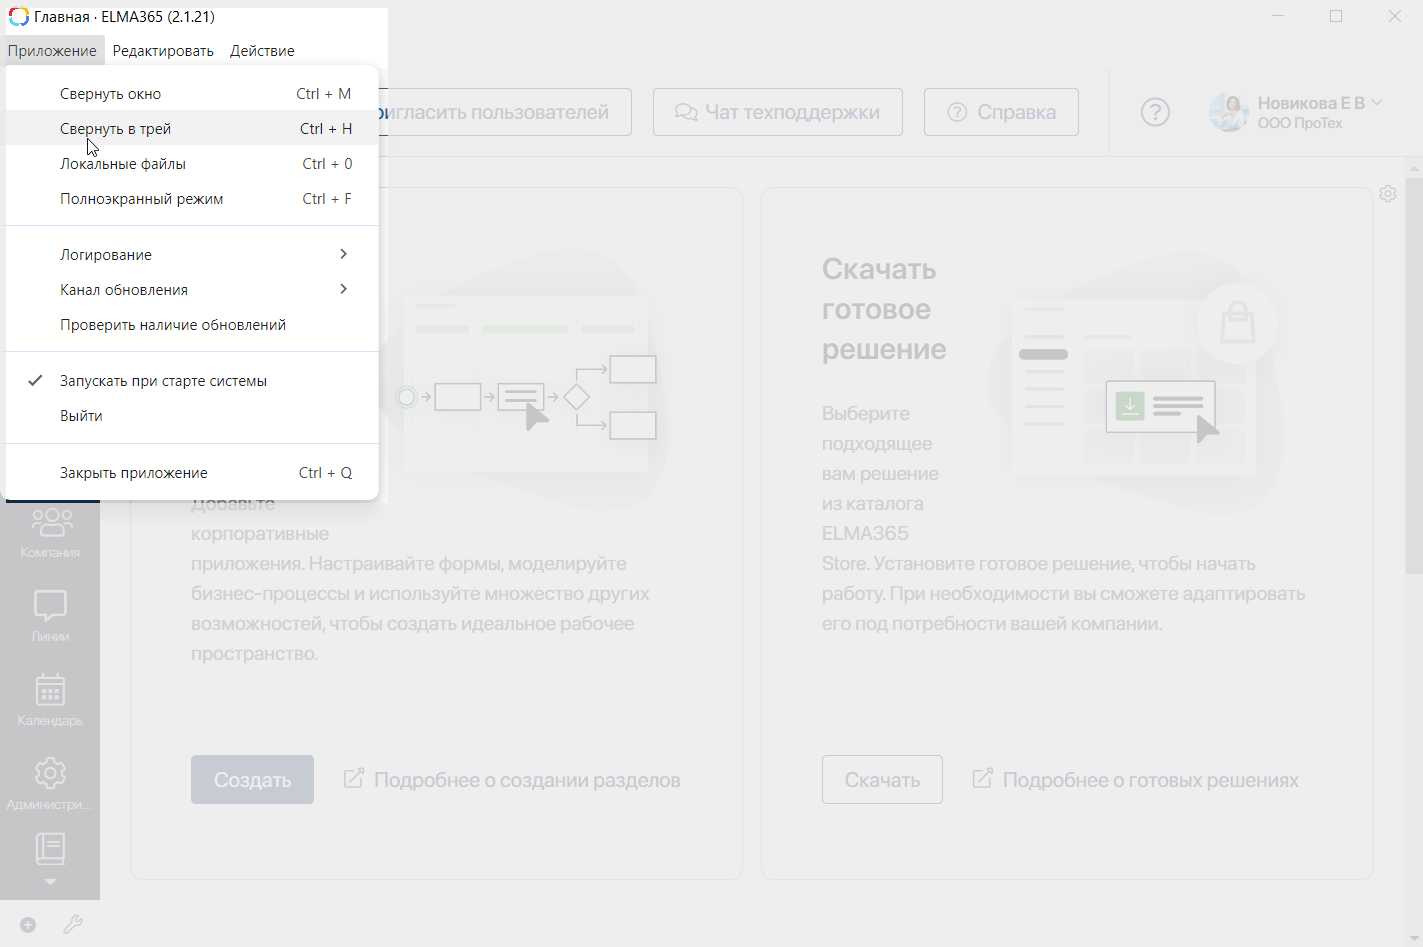 Главная · ELMA365 (2.1.21)
Приложение Редактировать Действие
Свернуть окно Ctrl + M
Свернуть в трей Ctrl + H
Локальные файлы Ctrl + 0
Полноэкранный режим Ctrl + F
Логирование
Канал обновления
Проверить наличие обновлений
Запускать при старте системы
Выйти
Закрыть приложение Ctrl + Q
ригласить пользователей
Чат техподдержки
Справка
Новикова Е В
ООО ПроТех
Компания
Линии
Календарь
Администри...
Добавьте
корпоративные
приложения. Настраивайте формы, моделируйте
бизнес-процессы и используйте множество других
возможностей, чтобы создать идеальное рабочее
пространство.
Создать
Подробнее о создании разделов
Скачать
готовое
решение
Выберите
подходящее
вам решение
из каталога
ELMA365
Store. Установите готовое решение, чтобы начать
работу. При необходимости вы сможете адаптировать
его под потребности вашей компании.
Скачать
Подробнее о готовых решениях